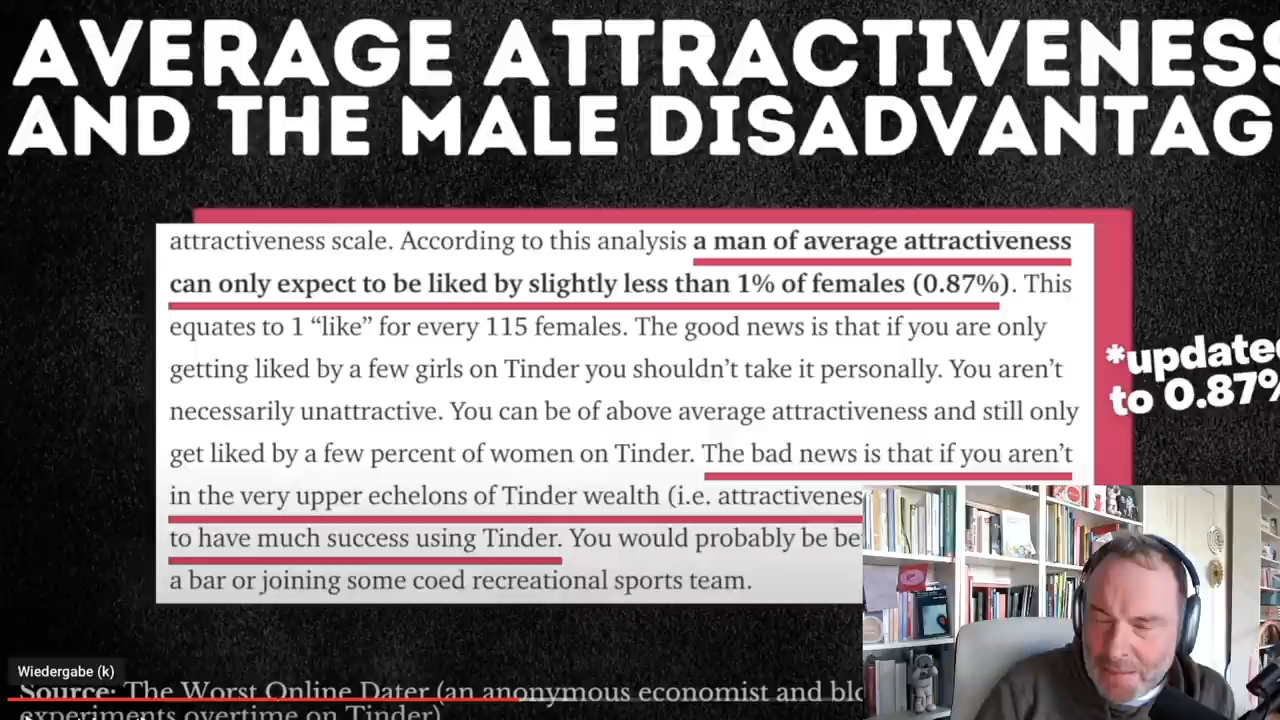 AVERAGE ATTRACTIVENESS
AND THE MALE DISADVANTAG
attractiveness scale. According to this analysis a man of average attractiveness
can only expect to be liked by slightly less than 1% of females (0.87%). This
equates to 1 “like” for every 115 females. The good news is that if you are only
getting liked by a few girls on Tinder you shouldn’t take it personally. You aren’t
necessarily unattractive. You can be of above average attractiveness and still only
get liked by a few percent of women on Tinder. The bad news is that if you aren’t
in the very upper echelons of Tinder wealth (i.e. attractivenes
to have much success using Tinder. You would probably be be
a bar or joining some coed recreational sports team.
*updated
to 0.87%
Wiedergabe (k)
Source: The Worst Online Dater (an anonymous economist and blo
experiments overtime on Tinder)